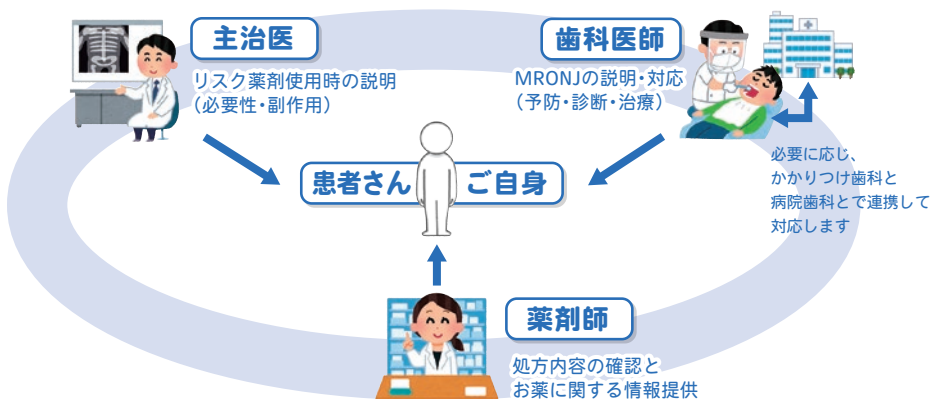 主治医
リスク薬剤使用時の説明
（必要性・副作用）
歯科医師
MRONJの説明・対応
（予防・診断・治療）
必要に応じ、
かかりつけ歯科と
病院歯科とで連携して
対応します
患者さん ご自身
薬剤師
処方内容の確認と
お薬に関する情報提供